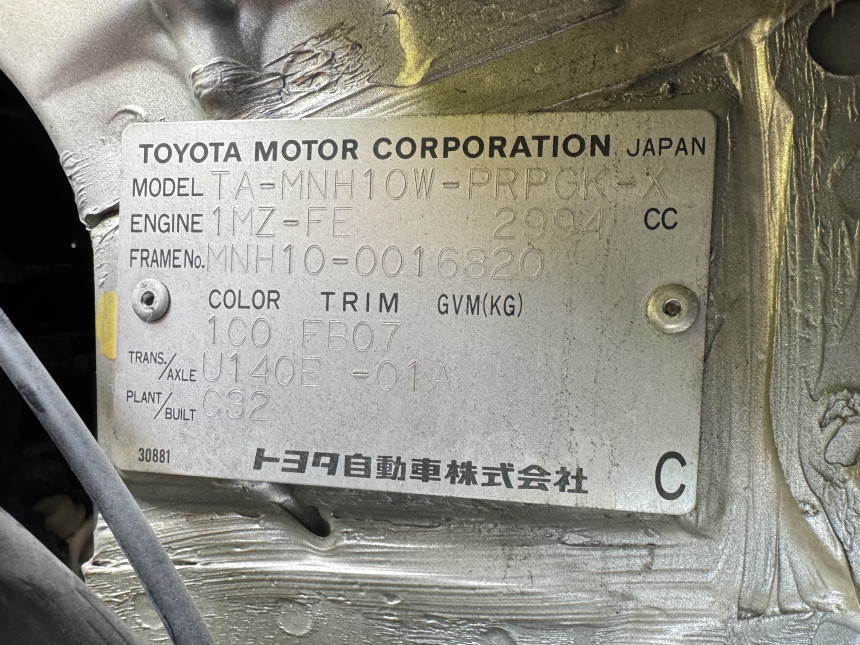 TOYOTA MOTOR CORPORATION JAPAN
MODEL TA-MNH10W-PRPGK-X
ENGINE 1MZ-FE 2994 CC
FRAME No. MNH10-0016820
COLOR TRIM GVM(KG)
1C0 FB07
TRANS./AXLE U140E -01A
PLANT/BUILT C32
30881 トヨタ自動車株式会社 C